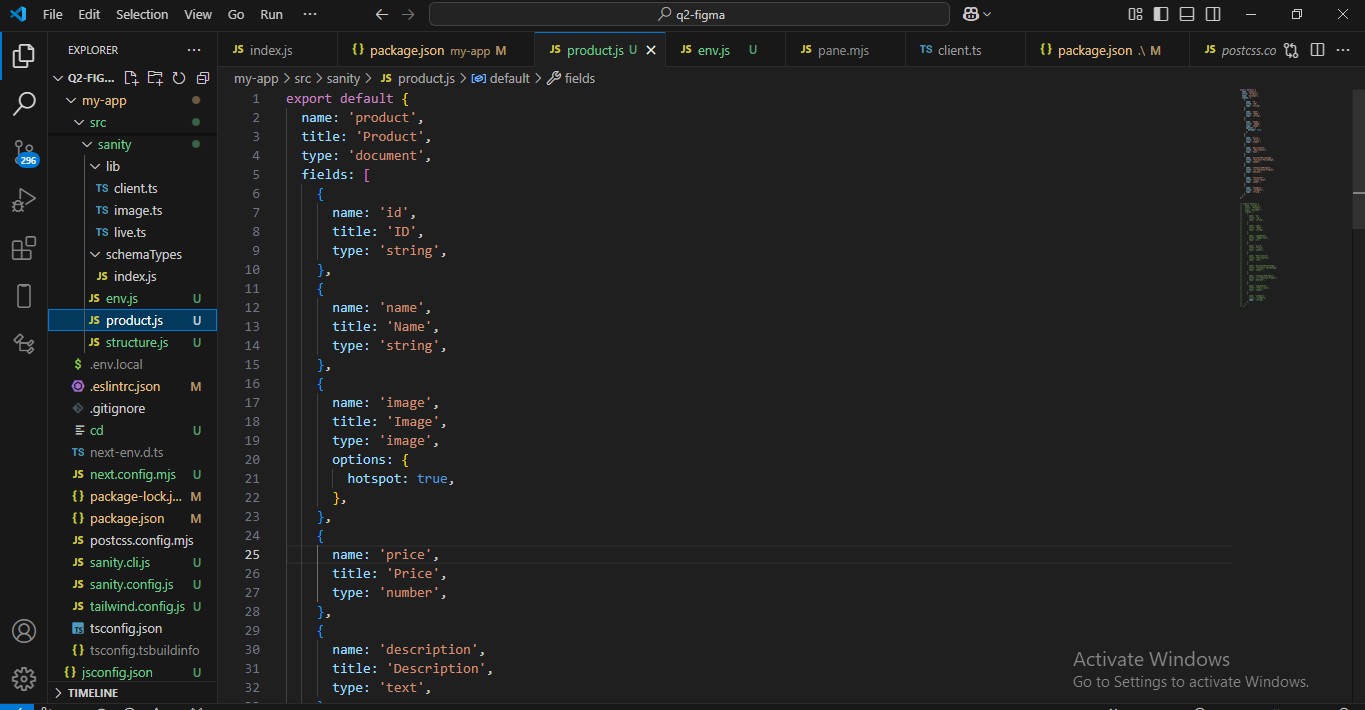 File Edit Selection View Go Run ··· q2-figma
EXPLORER ···
JS index.js {} package.json my-app M JS product.js U JS env.js U JS pane.mjs TS client.ts {} package.json .\ M JS postcss.co ···
Q2-FIG...
my-app > src > sanity > JS product.js > default > fields
my-app
src
sanity
lib
TS client.ts
TS image.ts
TS live.ts
schemaTypes
JS index.js
JS env.js U
JS product.js U
JS structure.js U
$ .env.local
.eslintrc.json M
.gitignore
cd U
TS next-env.d.ts
JS next.config.mjs U
{} package-lock.j... M
{} package.json M
JS postcss.config.mjs
JS sanity.cli.js U
JS sanity.config.js U
JS tailwind.config.js U
TS tsconfig.json
{} tsconfig.tsbuildinfo
{} jsconfig.json U
TIMELINE
296
1 export default {
2 name: 'product',
3 title: 'Product',
4 type: 'document',
5 fields: [
6 {
7 name: 'id',
8 title: 'ID',
9 type: 'string',
10 },
11 {
12 name: 'name',
13 title: 'Name',
14 type: 'string',
15 },
16 {
17 name: 'image',
18 title: 'Image',
19 type: 'image',
20 options: {
21 hotspot: true,
22 },
23 },
24 {
25 name: 'price',
26 title: 'Price',
27 type: 'number',
28 },
29 {
30 name: 'description',
31 title: 'Description',
32 type: 'text',
Activate Windows
Go to Settings to activate Windows.